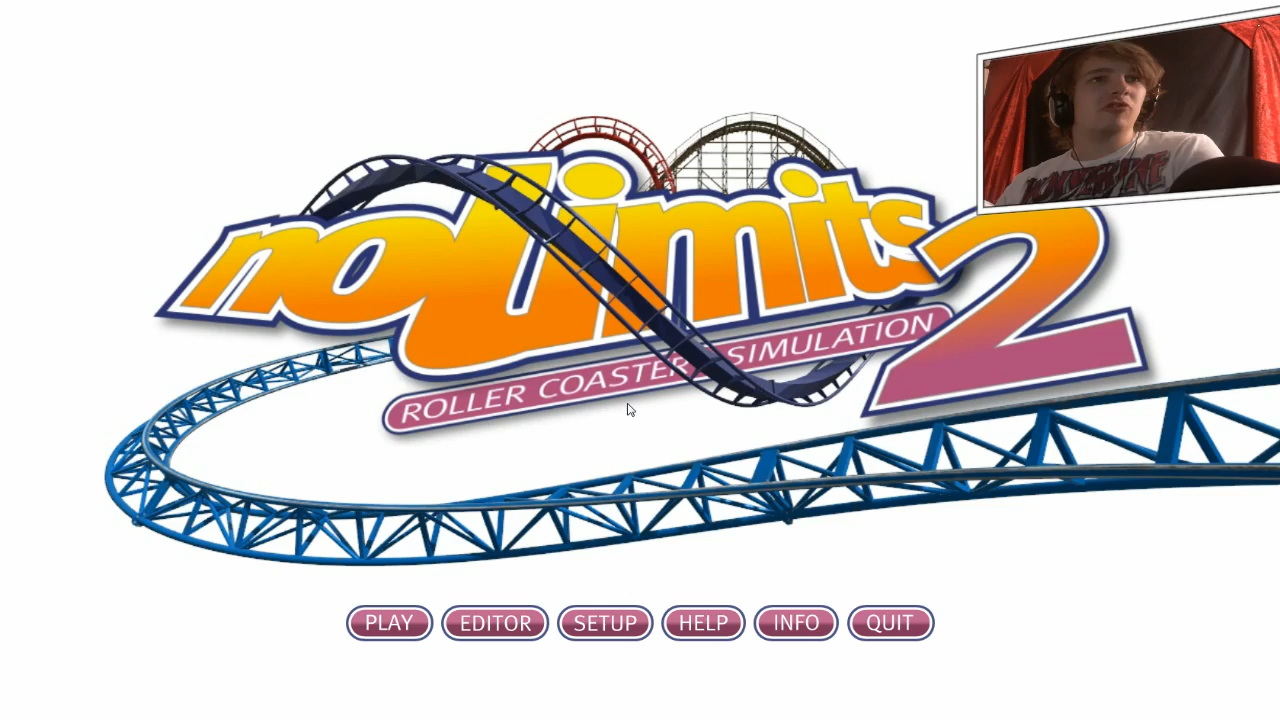 noLimits 2
ROLLER COASTER SIMULATION
PLAY EDITOR SETUP HELP INFO QUIT